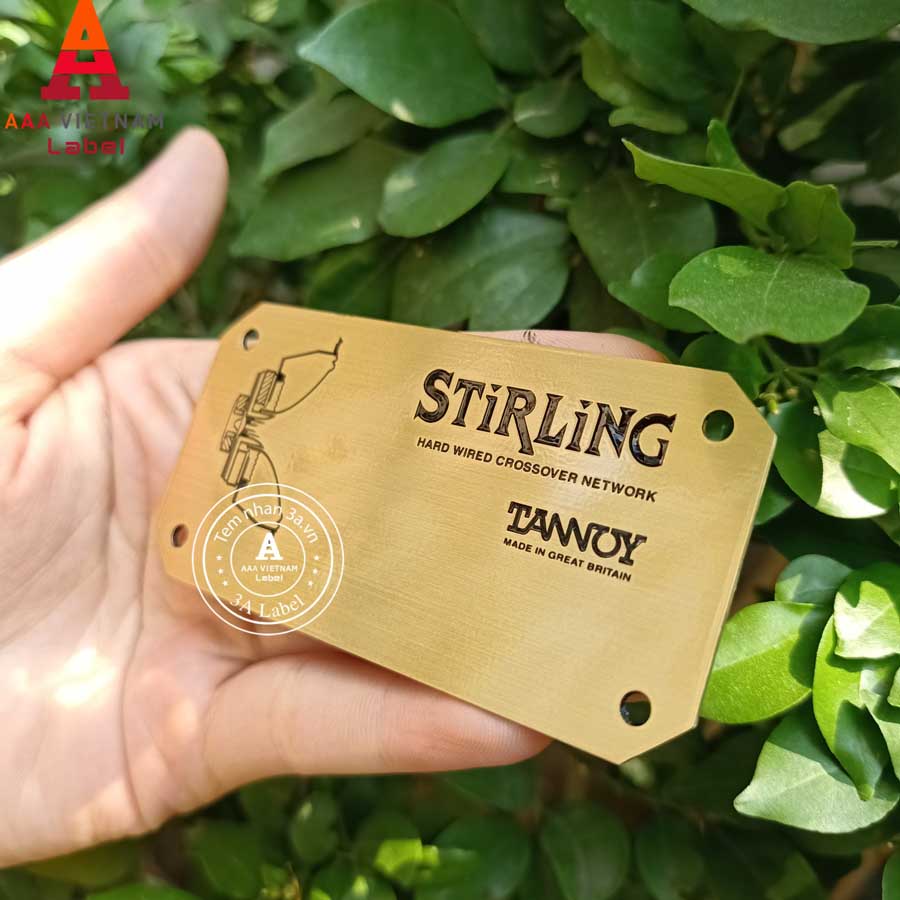 AAA VIETNAM
Label
STiRLiNG
HARD WIRED CROSSOVER NETWORK
TANNOY
MADE IN GREAT BRITAIN
Tem nhan 3a.vn
AAA VIETNAM
Label
3A Label